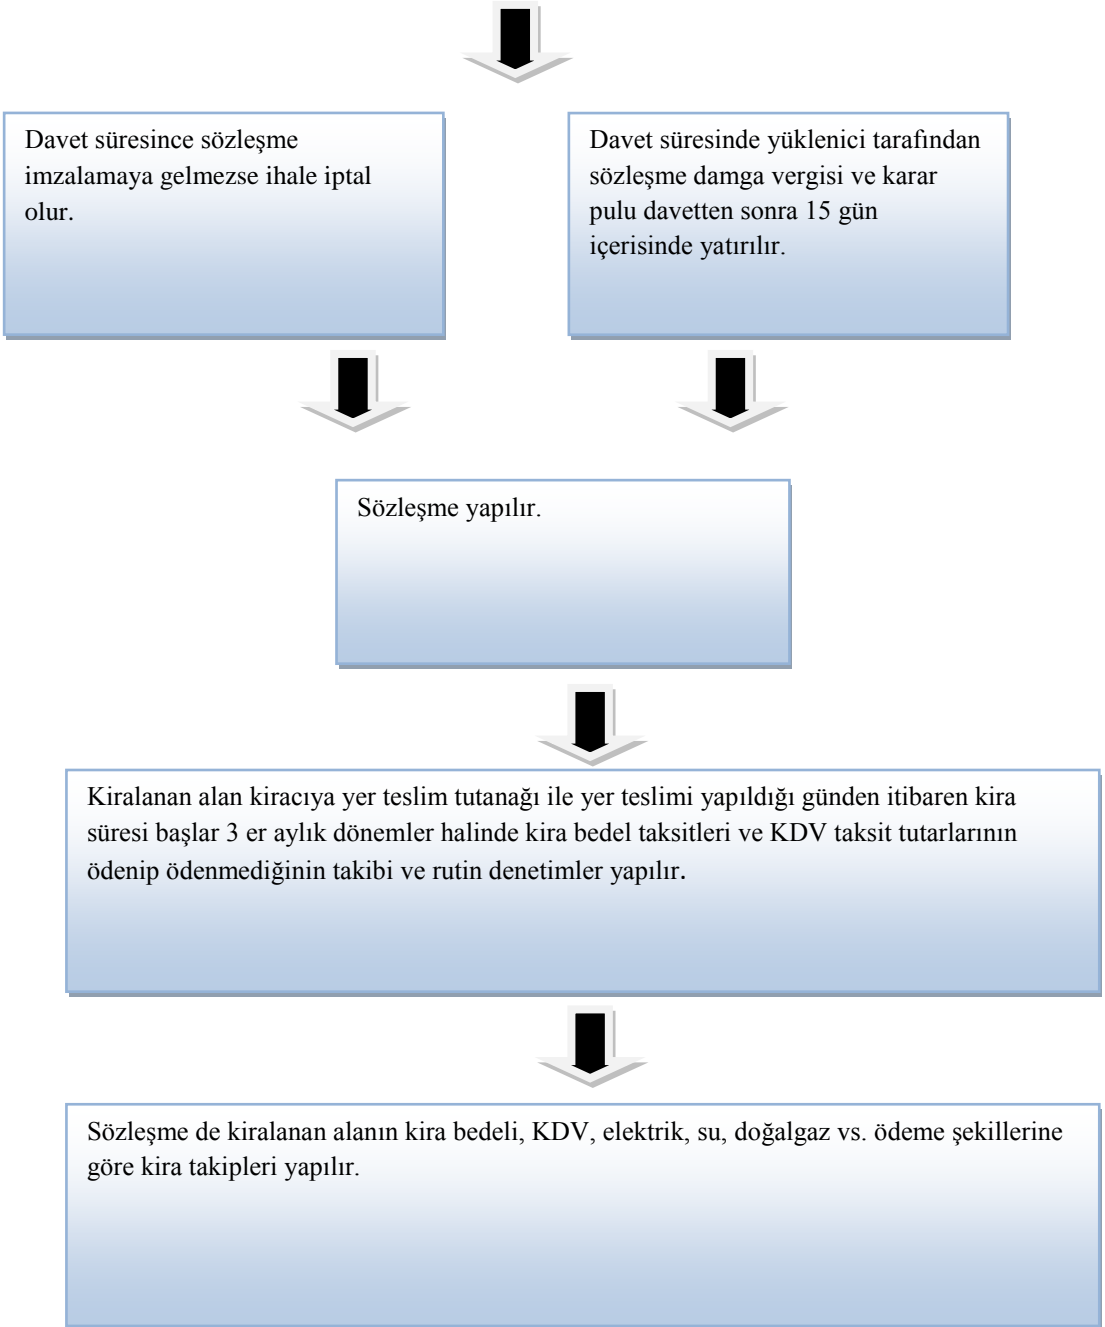 Davet süresince sözleşme
imzalamaya gelmezse ihale iptal
olur.
Davet süresinde yüklenici tarafından
sözleşme damga vergisi ve karar
pulu davetten sonra 15 gün
içerisinde yatırılır.
Sözleşme yapılır.
Kiralanan alan kiracıya yer teslim tutanağı ile yer teslimi yapıldığı günden itibaren kira
süresi başlar 3 er aylık dönemler halinde kira bedel taksitleri ve KDV taksit tutarlarının
ödenip ödenmediğinin takibi ve rutin denetimler yapılır.
Sözleşme de kiralanan alanın kira bedeli, KDV, elektrik, su, doğalgaz vs. ödeme şekillerine
göre kira takipleri yapılır.